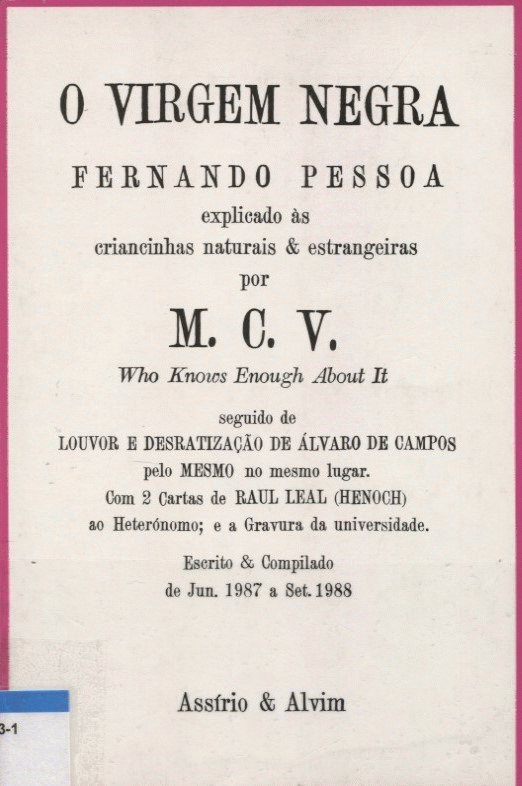 O VIRGEM NEGRA
FERNANDO PESSOA
explicado às
criancinhas naturais & estrangeiras
por
M. C. V.
Who Knows Enough About It
seguido de
LOUVOR E DESRATIZAÇÃO DE ÁLVARO DE CAMPOS
pelo MESMO no mesmo lugar.
Com 2 Cartas de RAUL LEAL (HENOCH)
ao Heterónomo; e a Gravura da universidade.
Escrito & Compilado
de Jun. 1987 a Set. 1988
Assírio & Alvim
3-1